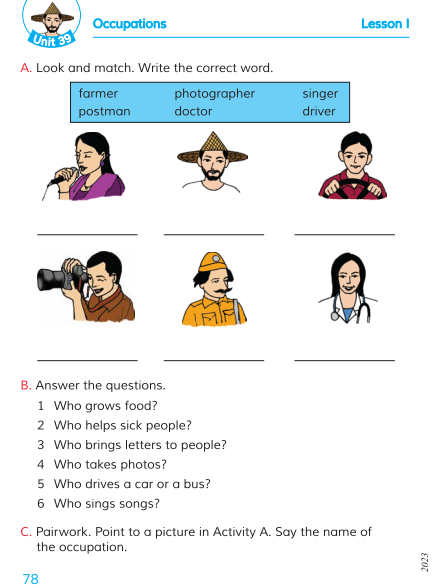 Unit 39
Occupations
Lesson I
A. Look and match. Write the correct word.
farmer photographer singer
postman doctor driver
B. Answer the questions.
1 Who grows food?
2 Who helps sick people?
3 Who brings letters to people?
4 Who takes photos?
5 Who drives a car or a bus?
6 Who sings songs?
C. Pairwork. Point to a picture in Activity A. Say the name of
the occupation.
78
2023